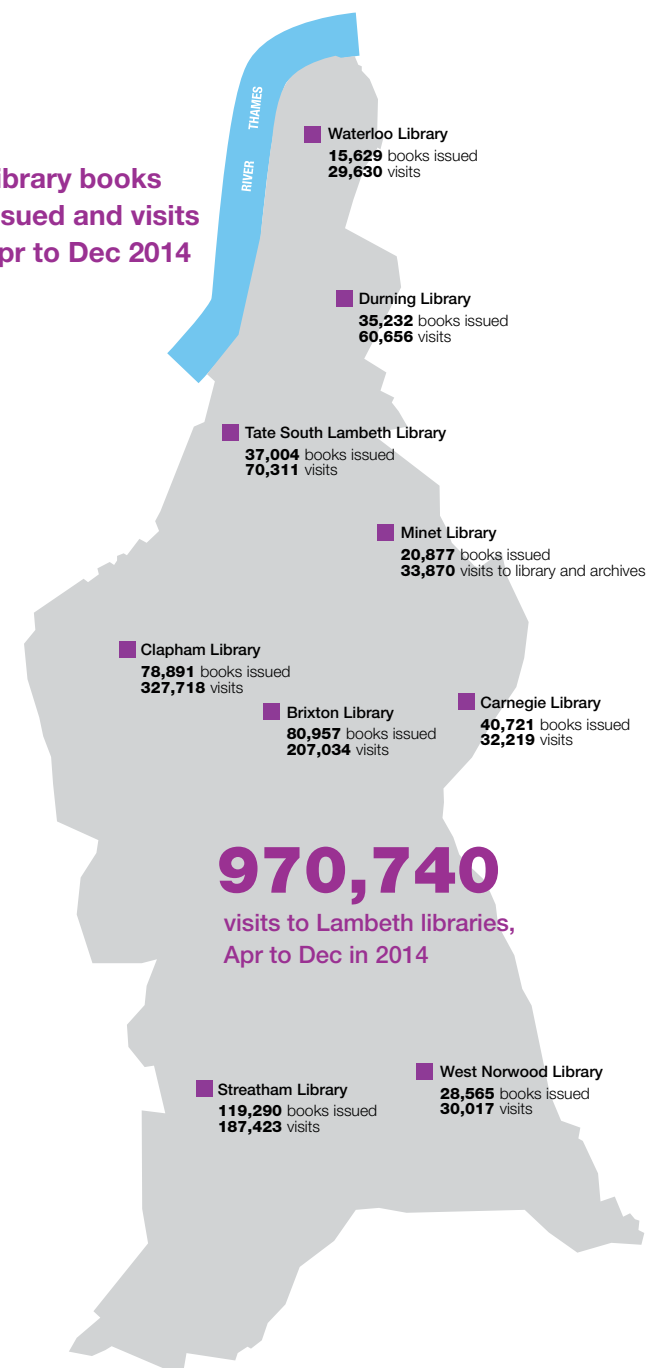 RIVER THAMES
Waterloo Library
15,629 books issued
29,630 visits
ibrary books
sued and visits
pr to Dec 2014
Durning Library
35,232 books issued
60,656 visits
Tate South Lambeth Library
37,004 books issued
70,311 visits
Minet Library
20,877 books issued
33,870 visits to library and archives
Clapham Library
78,891 books issued
327,718 visits
Brixton Library
80,957 books issued
207,034 visits
Carnegie Library
40,721 books issued
32,219 visits
970,740
visits to Lambeth libraries,
Apr to Dec in 2014
Streatham Library
119,290 books issued
187,423 visits
West Norwood Library
28,565 books issued
30,017 visits